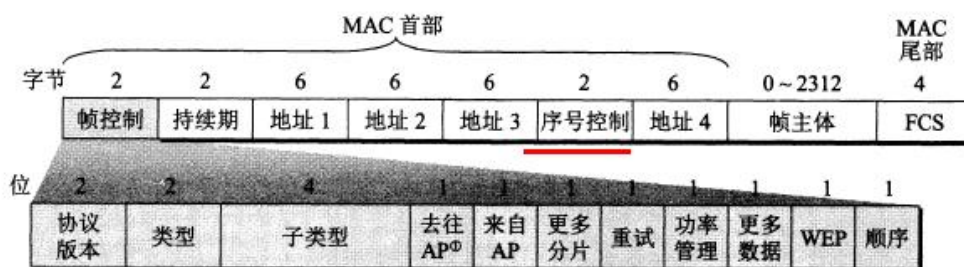 MAC 首部
MAC
尾部
字节 2 2 6 6 6 2 6 0~2312 4
帧控制 持续期 地址 1 地址 2 地址 3 序号控制 地址 4 帧主体 FCS
位 2 2 4 1 1 1 1 1 1 1 1
协议
版本
类型
子类型
去往
AP①
来自
AP
更多
分片
重试
功率
管理
更多
数据
WEP
顺序